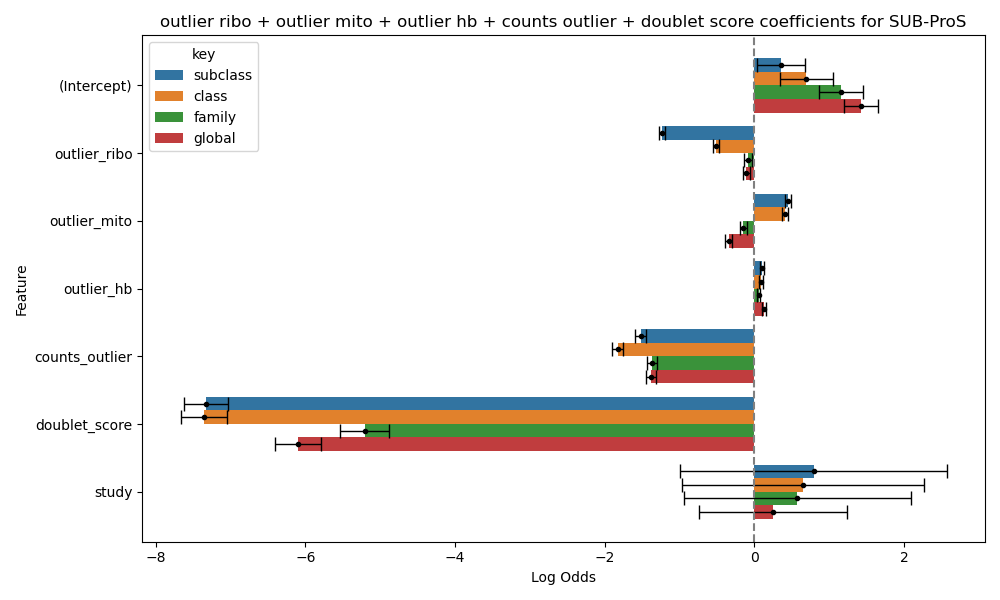 outlier ribo + outlier mito + outlier hb + counts outlier + doublet score coefficients for SUB-ProS
key
subclass
class
family
global
(Intercept)
outlier_ribo
outlier_mito
outlier_hb
counts_outlier
doublet_score
study
Feature
−8
−6
−4
−2
0
2
Log Odds